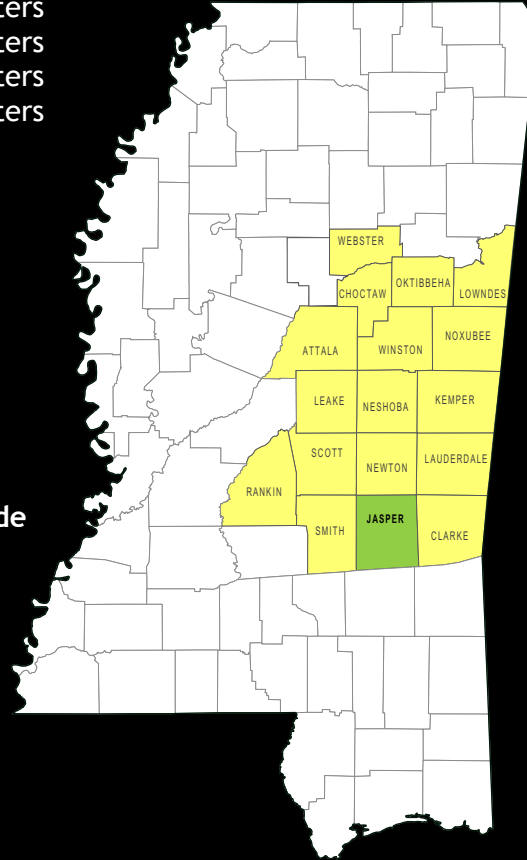 ters
ters
ters
ters
WEBSTER
CHOCTAW
OKTIBBEHA
LOWNDES
ATTALA
WINSTON
NOXUBEE
LEAKE
NESHOBA
KEMPER
SCOTT
NEWTON
LAUDERDALE
RANKIN
de
SMITH
JASPER
CLARKE